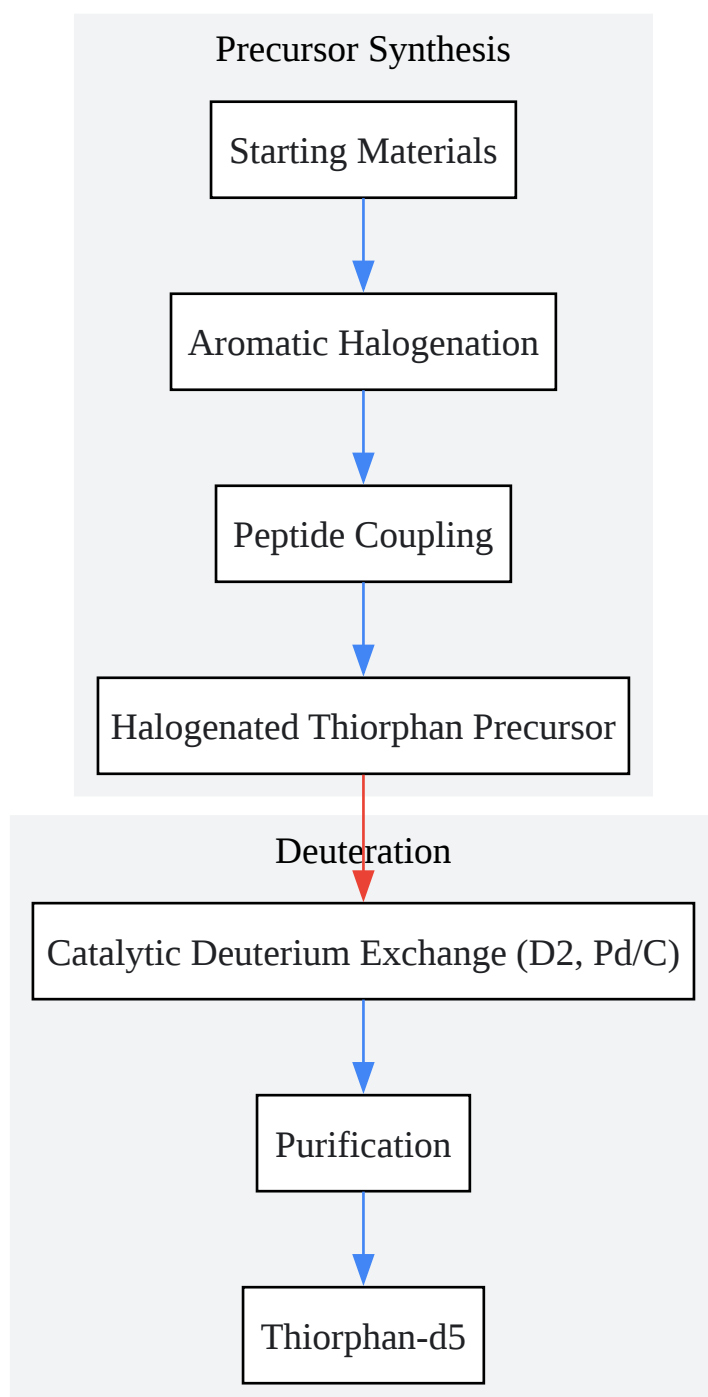 Precursor Synthesis
Starting Materials
Aromatic Halogenation
Peptide Coupling
Halogenated Thiorphan Precursor
Deuteration
Catalytic Deuterium Exchange (D2, Pd/C)
Purification
Thiorphan-d5